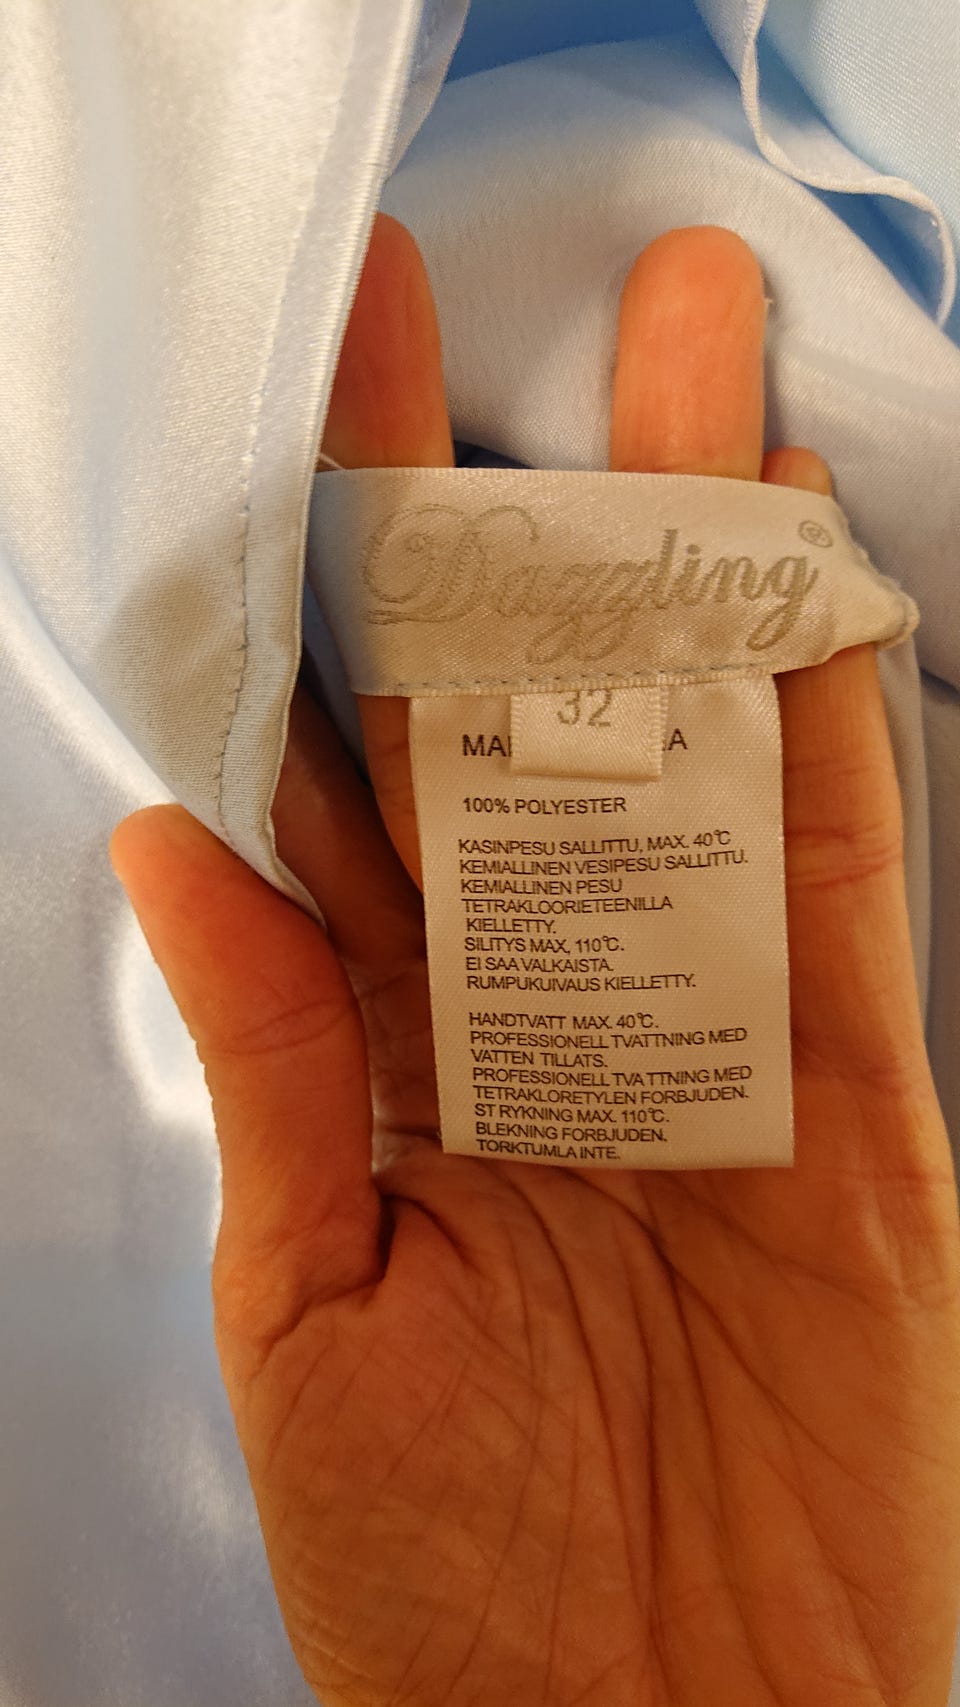 Dazzling®
32
MA A
100% POLYESTER
KASINPESU SALLITTU, MAX. 40°C
KEMIALLINEN VESIPESU SALLITTU.
KEMIALLINEN PESU
TETRAKLOORIETEENILLA
KIELLETTY.
SILITYS MAX, 110°C.
EI SAA VALKAISTA.
RUMPUKUIVAUS KIELLETTY.
HANDTVATT MAX. 40°C.
PROFESSIONELL TVATTNING MED
VATTEN TILLATS.
PROFESSIONELL TVA TTNING MED
TETRAKLORETYLEN FORBJUDEN.
ST RYKNING MAX. 110°C.
BLEKNING FORBJUDEN.
TORKTUMLA INTE.